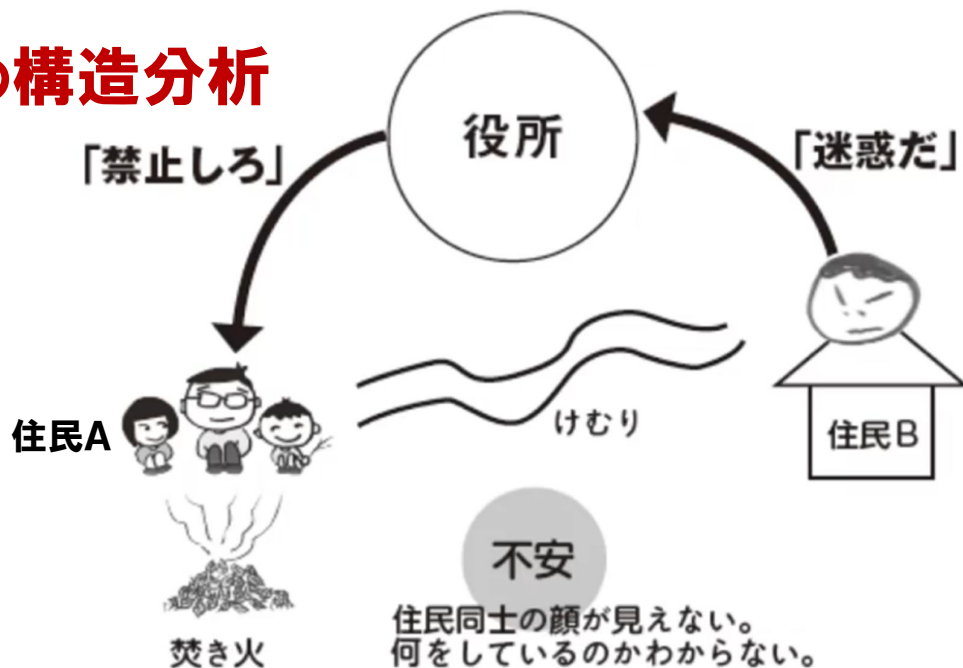 の構造分析
役所
「禁止しろ」
「迷惑だ」
住民A
けむり
住民B
不安
焚き火
住民同士の顔が見えない。
何をしているのかわからない。